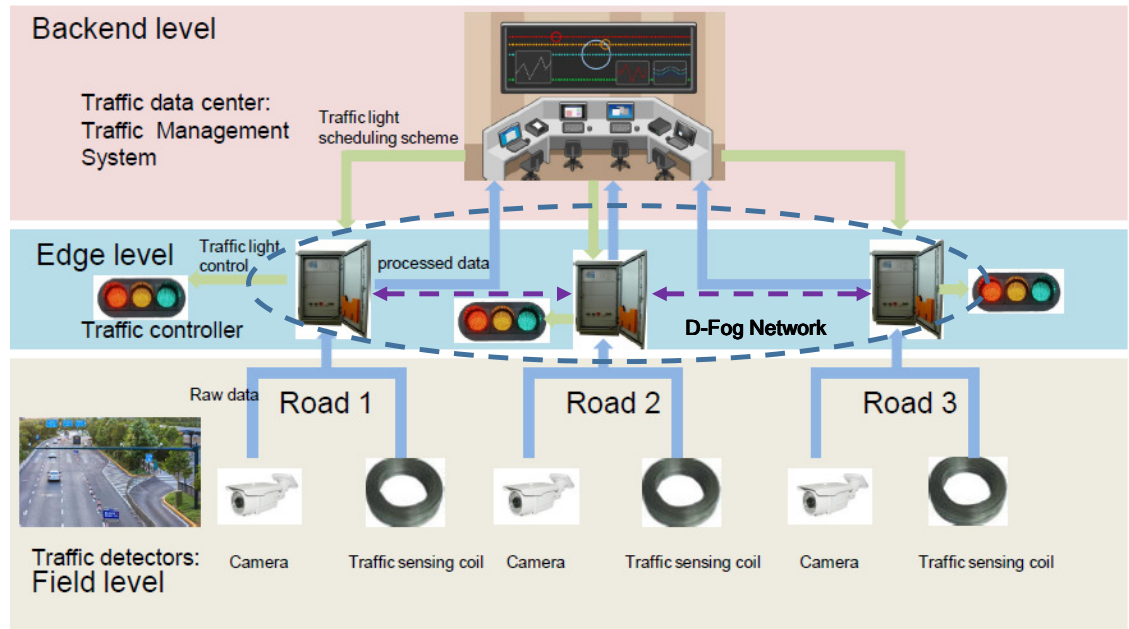 Backend level
Traffic data center:
Traffic Management
System
Traffic light
scheduling scheme
Edge level
Traffic light
control
processed data
Traffic controller
D-Fog Network
Raw data
Road 1
Road 2
Road 3
Traffic detectors:
Field level
Camera
Traffic sensing coil
Camera
Traffic sensing coil
Camera
Traffic sensing coil